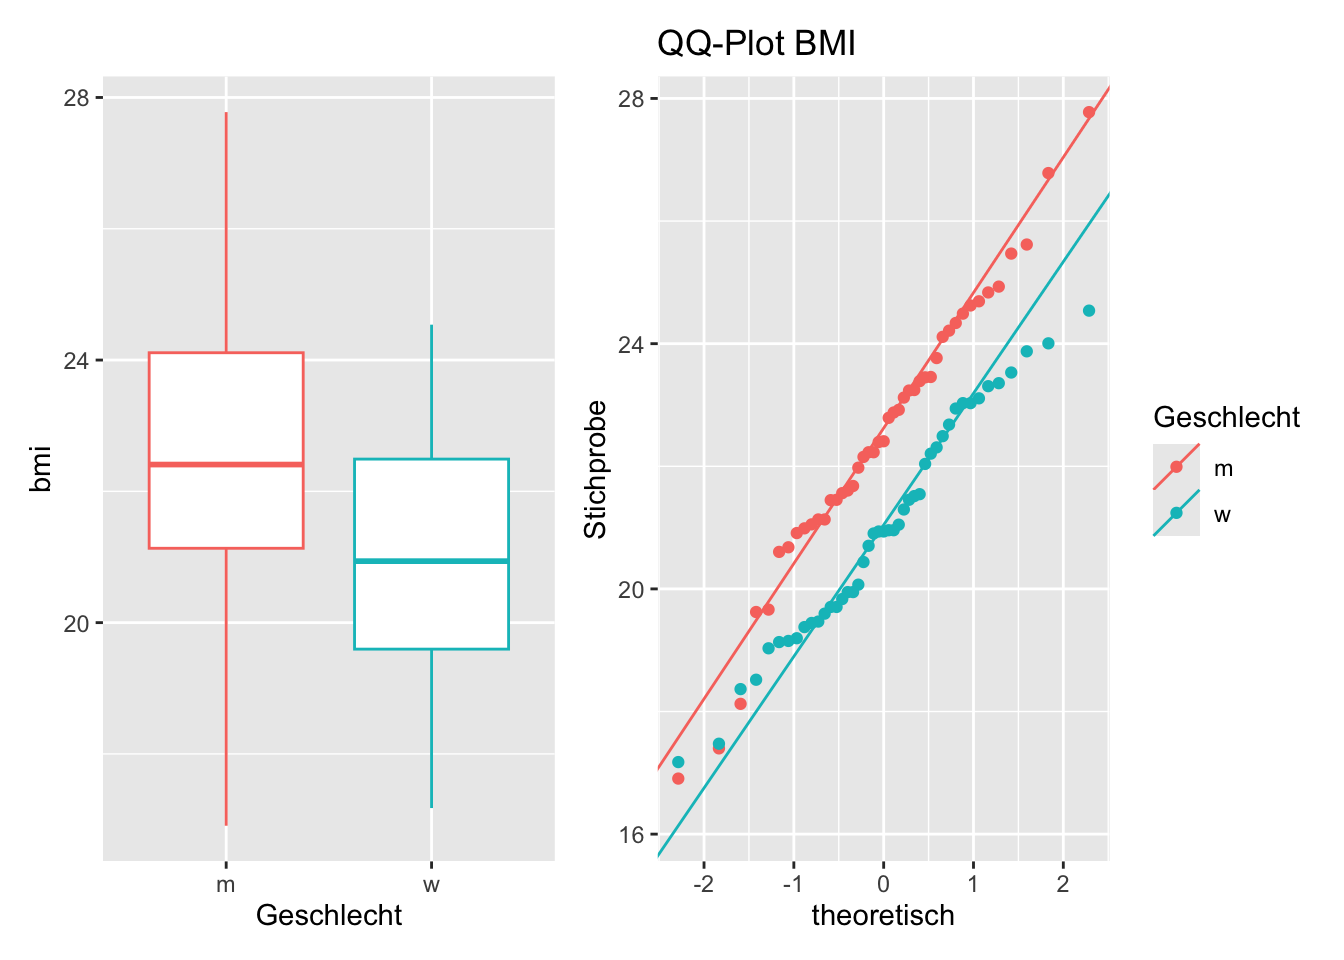 bmi
28
24
20
m
w
Geschlecht
QQ-Plot BMI
Stichprobe
28
24
20
16
-2
-1
0
1
2
theoretisch
Geschlecht
m
w